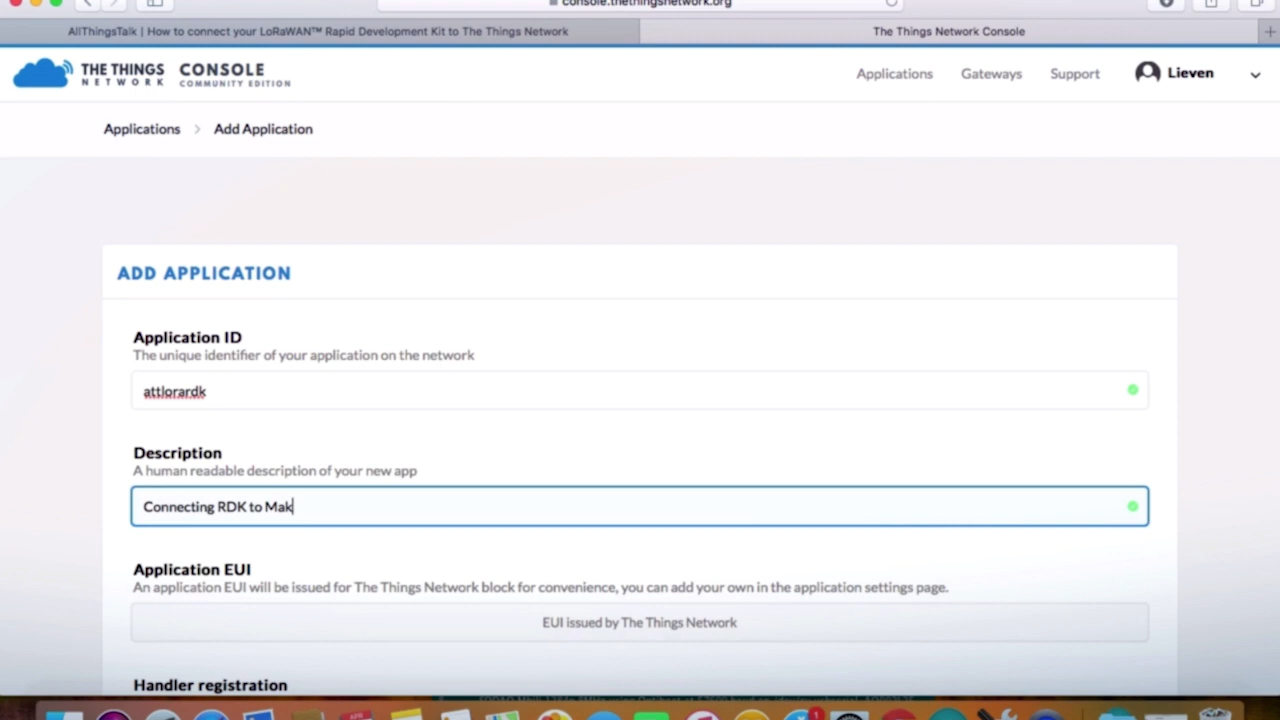 console.thethingsnetwork.org
AllThingsTalk | How to connect your LoRaWAN™ Rapid Development Kit to The Things Network
The Things Network Console
THE THINGS NETWORK
CONSOLE
COMMUNITY EDITION
Applications
Gateways
Support
Lieven
Applications > Add Application
ADD APPLICATION
Application ID
The unique identifier of your application on the network
attlorardk
Description
A human readable description of your new app
Connecting RDK to Mak
Application EUI
An application EUI will be issued for The Things Network block for convenience, you can add your own in the application settings page.
EUI issued by The Things Network
Handler registration